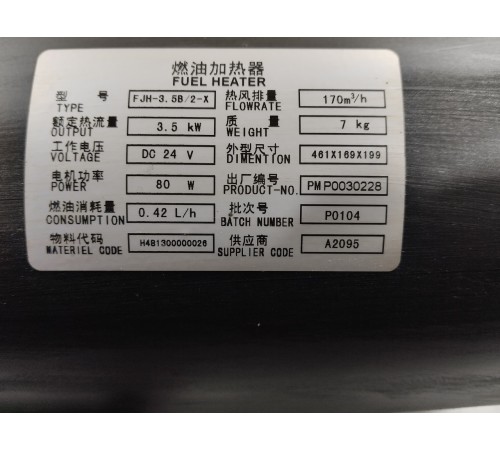 燃油加热器
FUEL HEATER
型 号 FJH-3.5B/2-X 热风排量 170m³/h
TYPE FLOWRATE
额定热流量 3.5 kW 质 量 7 kg
OUTPUT WEIGHT
工作电压 DC 24 V 外型尺寸 461X169X199
VOLTAGE DIMENTION
电机功率 80 W 出厂编号 PMP0030228
POWER PRODUCT-NO.
燃油消耗量 0.42 L/h 批次号 P0104
CONSUMPTION BATCH NUMBER
物料代码 H4813000000026 供应商 A2095
MATERIEL CODE SUPPLIER CODE